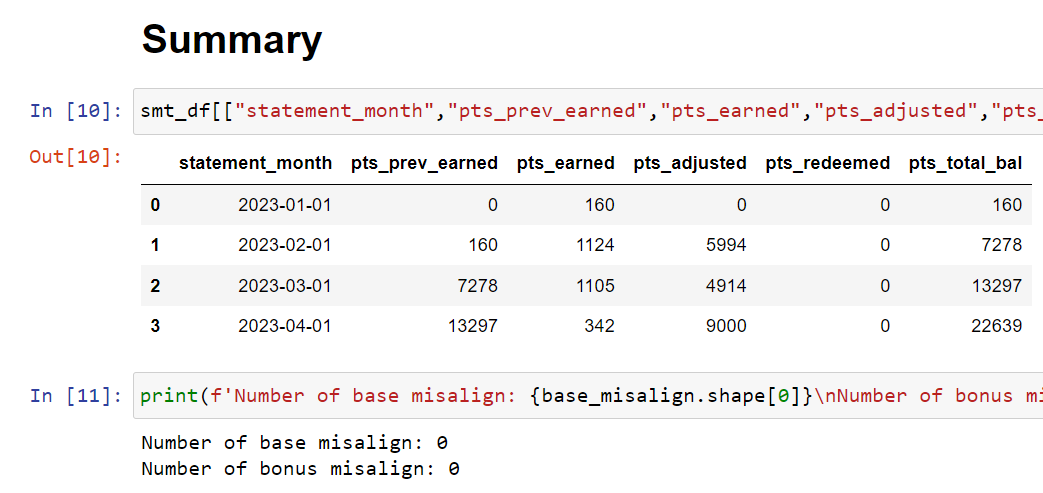 Summary
In [10]: smt_df[["statement_month","pts_prev_earned","pts_earned","pts_adjusted","pts_
Out[10]:
statement_month pts_prev_earned pts_earned pts_adjusted pts_redeemed pts_total_bal
0 2023-01-01 0 160 0 0 160
1 2023-02-01 160 1124 5994 0 7278
2 2023-03-01 7278 1105 4914 0 13297
3 2023-04-01 13297 342 9000 0 22639
In [11]: print(f'Number of base misalign: {base_misalign.shape[0]}\nNumber of bonus mi
Number of base misalign: 0
Number of bonus misalign: 0